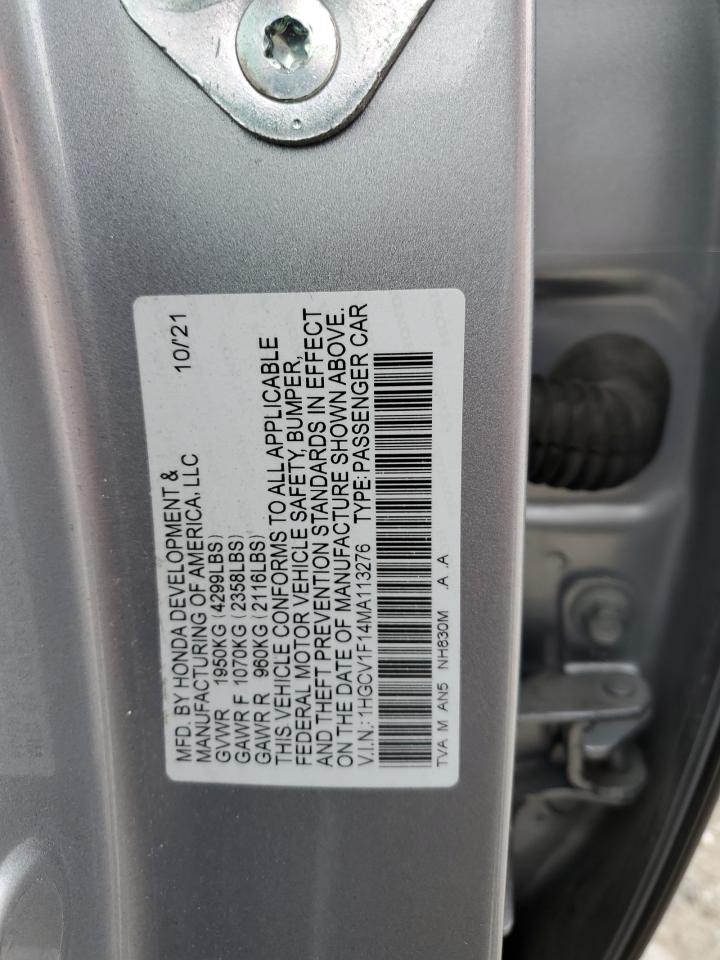 MFD. BY HONDA DEVELOPMENT & 10/'21
MANUFACTURING OF AMERICA, LLC
GVWR 1950KG (4299LBS)
GAWR F 1070KG (2358LBS)
GAWR R 960KG (2116LBS)
THIS VEHICLE CONFORMS TO ALL APPLICABLE
FEDERAL MOTOR VEHICLE SAFETY, BUMPER,
AND THEFT PREVENTION STANDARDS IN EFFECT
ON THE DATE OF MANUFACTURE SHOWN ABOVE.
V.I.N.: 1HGCV1F14MA113276 TYPE: PASSENGER CAR
TVA M AN5 NH830M .A .A